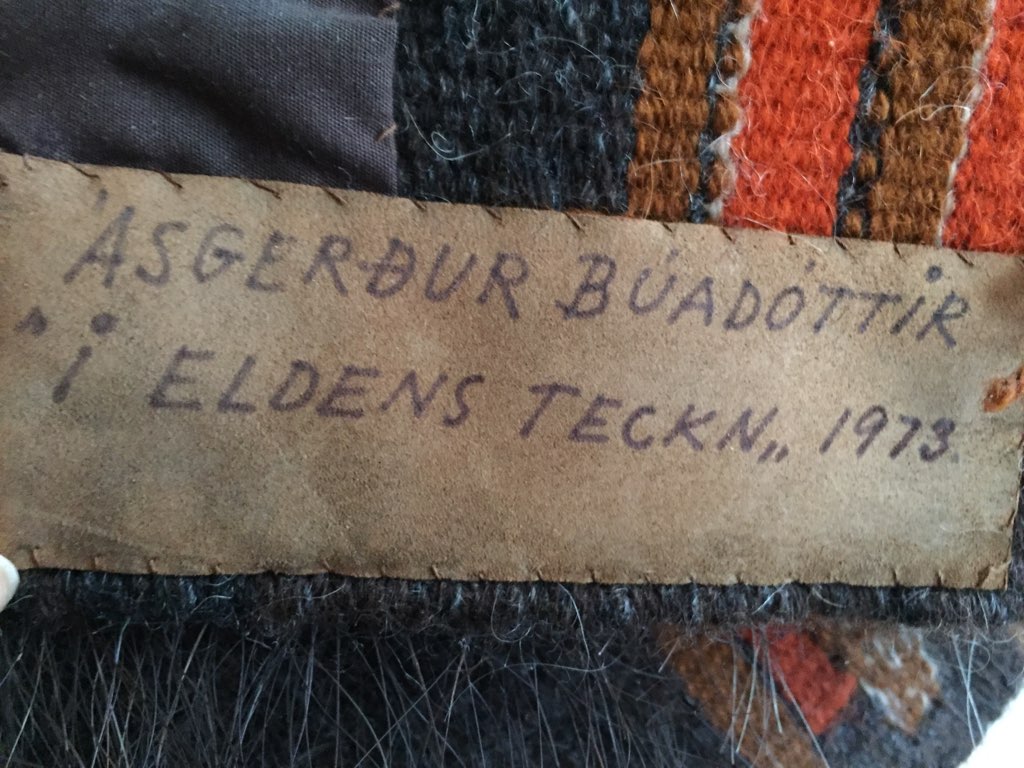 ÁSGERÐUR BÚADÓTTIR
"I ELDENS TECKN„ 1973.